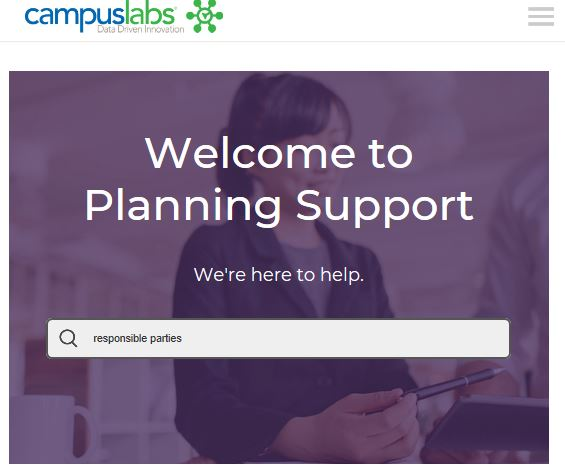 campuslabs®
Data Driven Innovation
Welcome to
Planning Support
We're here to help.
responsible parties